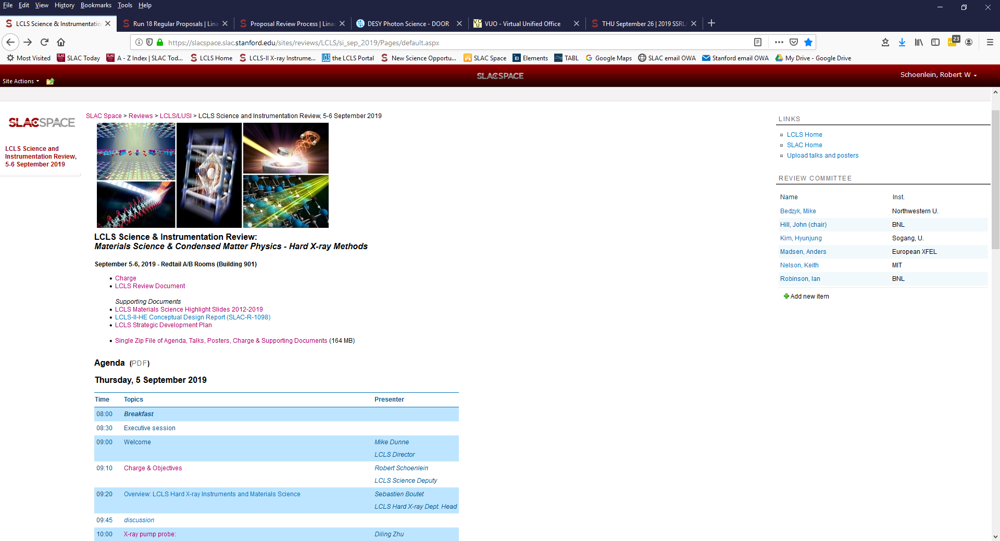 File Edit View History Bookmarks Tools Help
LCLS Science & Instrumentatio
Run 18 Regular Proposals | Lina
Proposal Review Process | Linac
DESY Photon Science - DOOR
VUO - Virtual Unified Office
THU September 26 | 2019 SSRL
https://slacspace.slac.stanford.edu/sites/reviews/LCLS/si_sep_2019/Pages/default.aspx
23
Most Visited SLAC Today A - Z Index | SLAC Tod... LCLS Home LCLS-II X-ray Instrume... the LCLS Portal New Science Opportu... SLAC Space Elements TABL Google Maps SLAC email OWA Stanford email OWA My Drive - Google Drive
Site Actions
SLACSPACE
Schoenlein, Robert W
SLACSPACE
LCLS Science and
Instrumentation Review,
5-6 September 2019
SLAC Space > Reviews > LCLS/LUSI > LCLS Science and Instrumentation Review, 5-6 September 2019
LCLS Science & Instrumentation Review:
Materials Science & Condensed Matter Physics - Hard X-ray Methods
September 5-6, 2019 - Redtail A/B Rooms (Building 901)
Charge
LCLS Review Document
Supporting Documents
LCLS Materials Science Highlight Slides 2012-2019
LCLS-II-HE Conceptual Design Report (SLAC-R-1098)
LCLS Strategic Development Plan
Single Zip File of Agenda, Talks, Posters, Charge & Supporting Documents (164 MB)
Agenda (PDF)
Thursday, 5 September 2019
Time Topics Presenter
08:00 Breakfast
08:30 Executive session
09:00 Welcome Mike Dunne
LCLS Director
09:10 Charge & Objectives Robert Schoenlein
LCLS Science Deputy
09:20 Overview: LCLS Hard X-ray Instruments and Materials Science Sebastien Boutet
LCLS Hard X-ray Dept. Head
09:45 discussion
10:00 X-ray pump probe: Diling Zhu
LINKS
LCLS Home
SLAC Home
Upload talks and posters
REVIEW COMMITTEE
Name Inst.
Bedzyk, Mike Northwestern U.
Hill, John (chair) BNL
Kim, Hyunjung Sogang, U.
Madsen, Anders European XFEL
Nelson, Keith MIT
Robinson, Ian BNL
Add new item